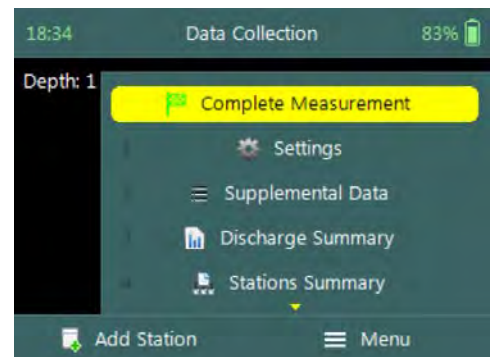 18:34 Data Collection 83%
Depth: 1
Complete Measurement
Settings
Supplemental Data
Discharge Summary
Stations Summary
Add Station Menu